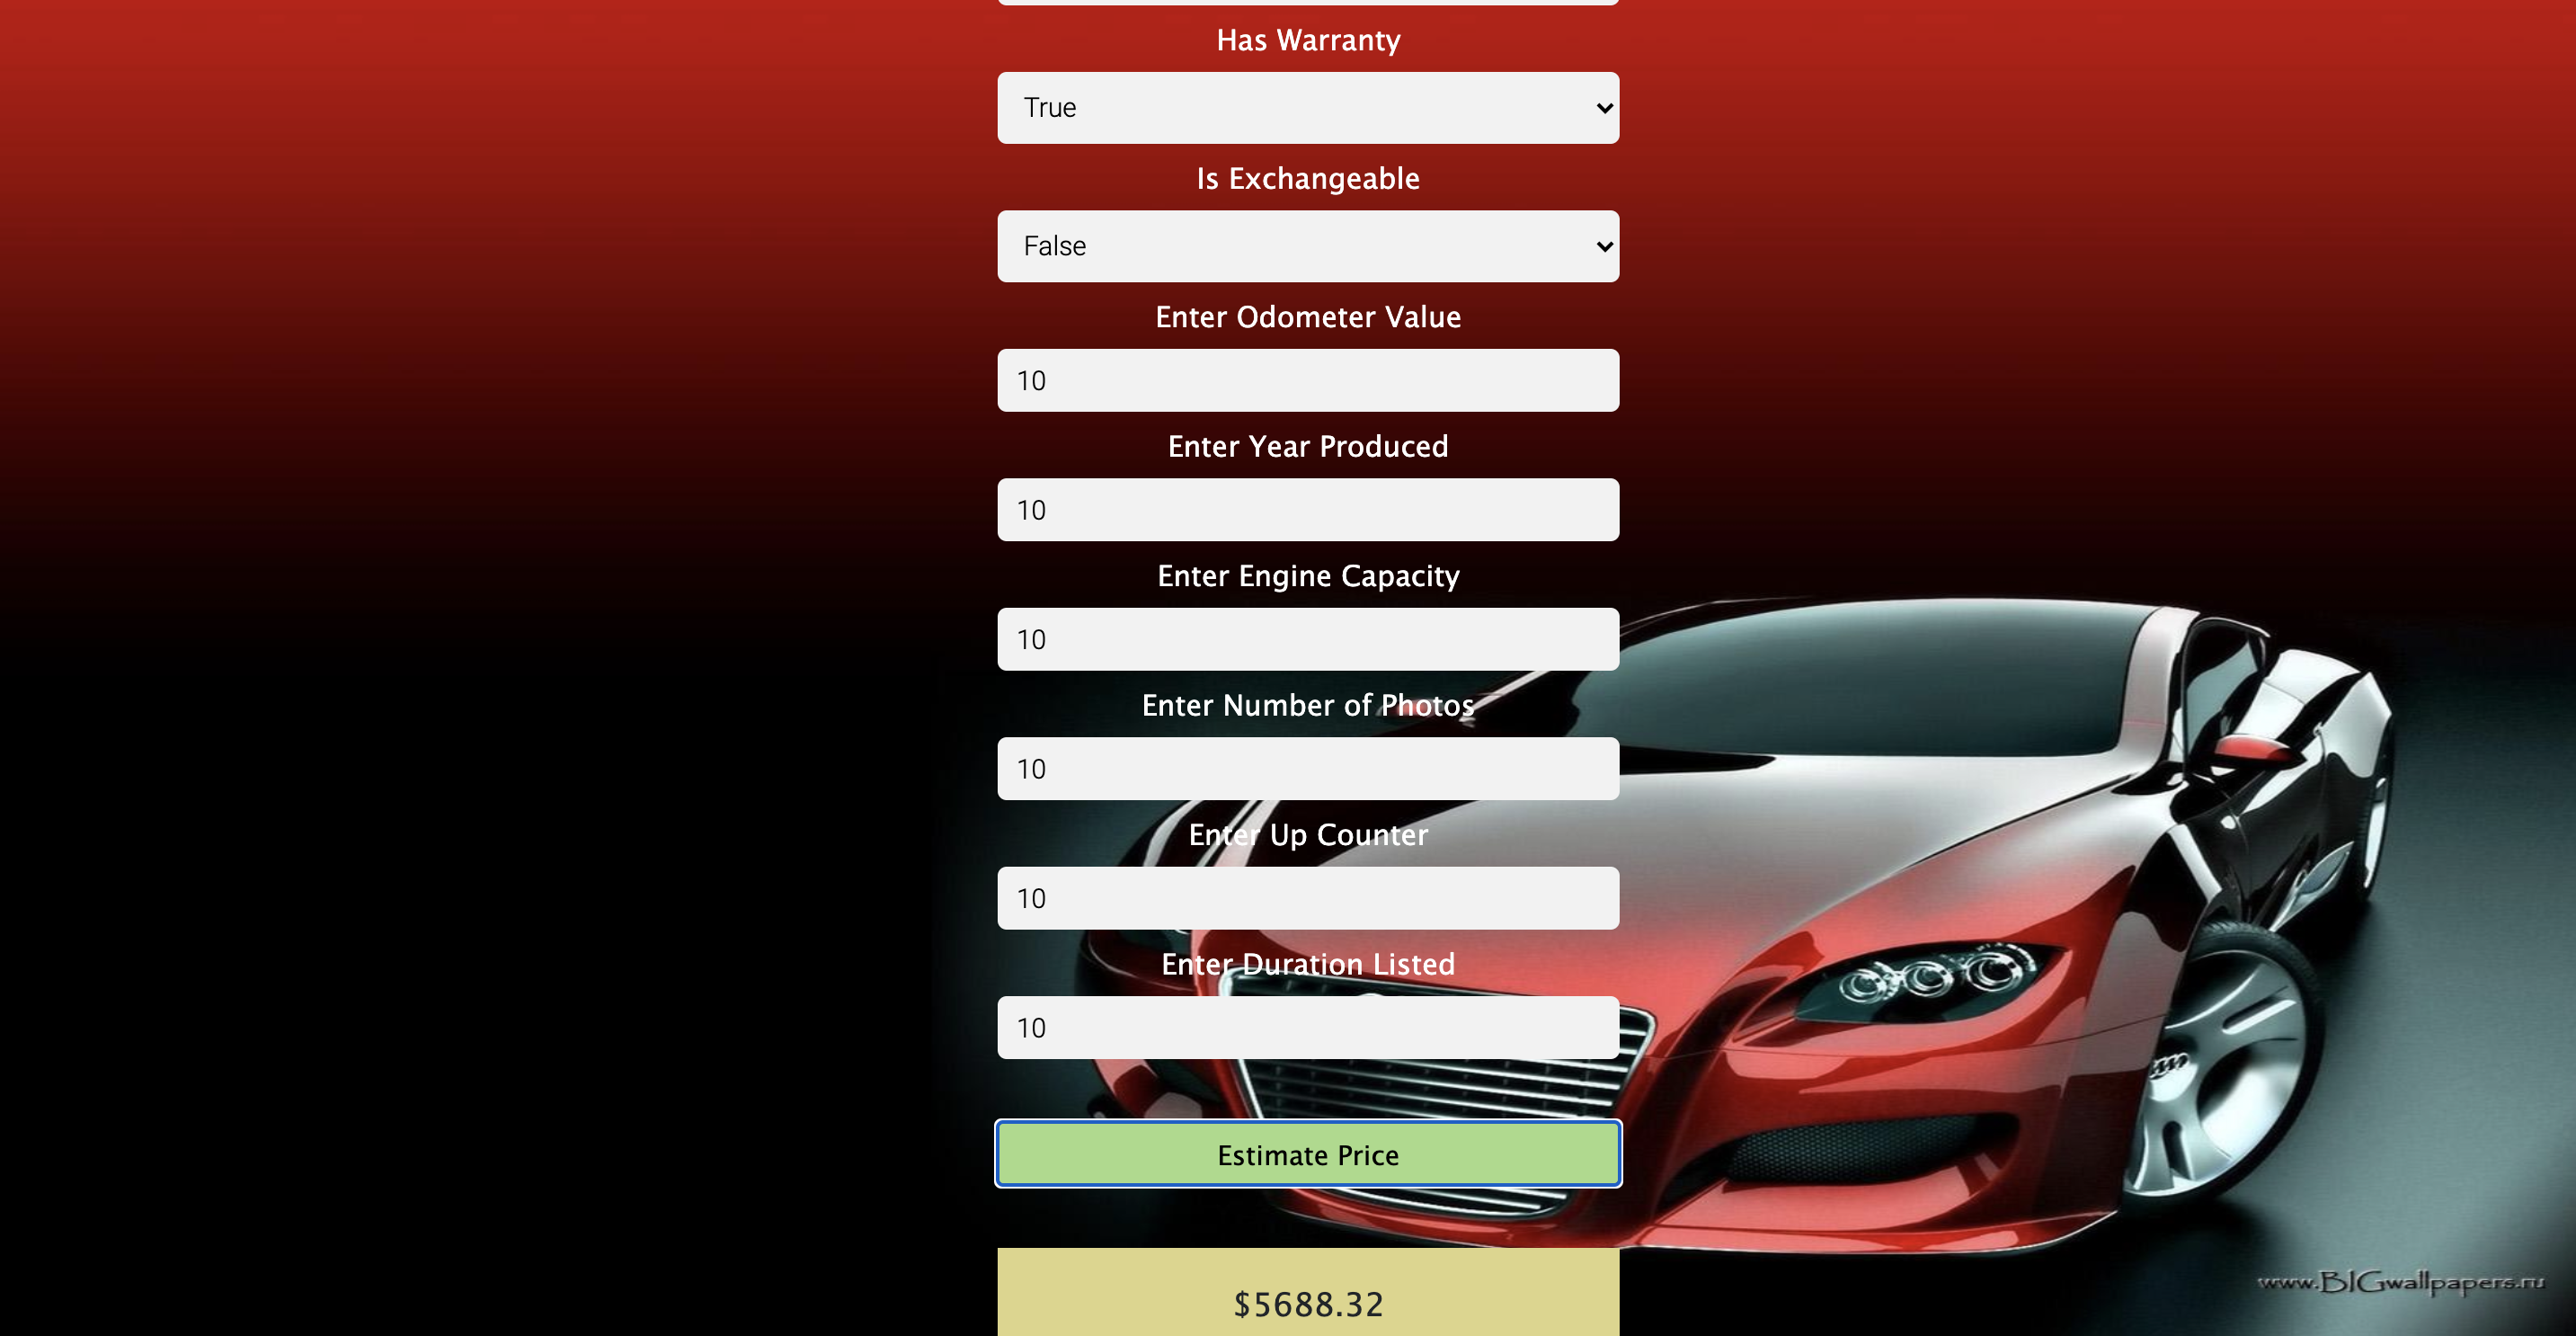 Has Warranty
True
Is Exchangeable
False
Enter Odometer Value
10
Enter Year Produced
10
Enter Engine Capacity
10
Enter Number of Photos
10
Enter Up Counter
10
Enter Duration Listed
10
Estimate Price
$5688.32
www.BIGwallpapers.ru